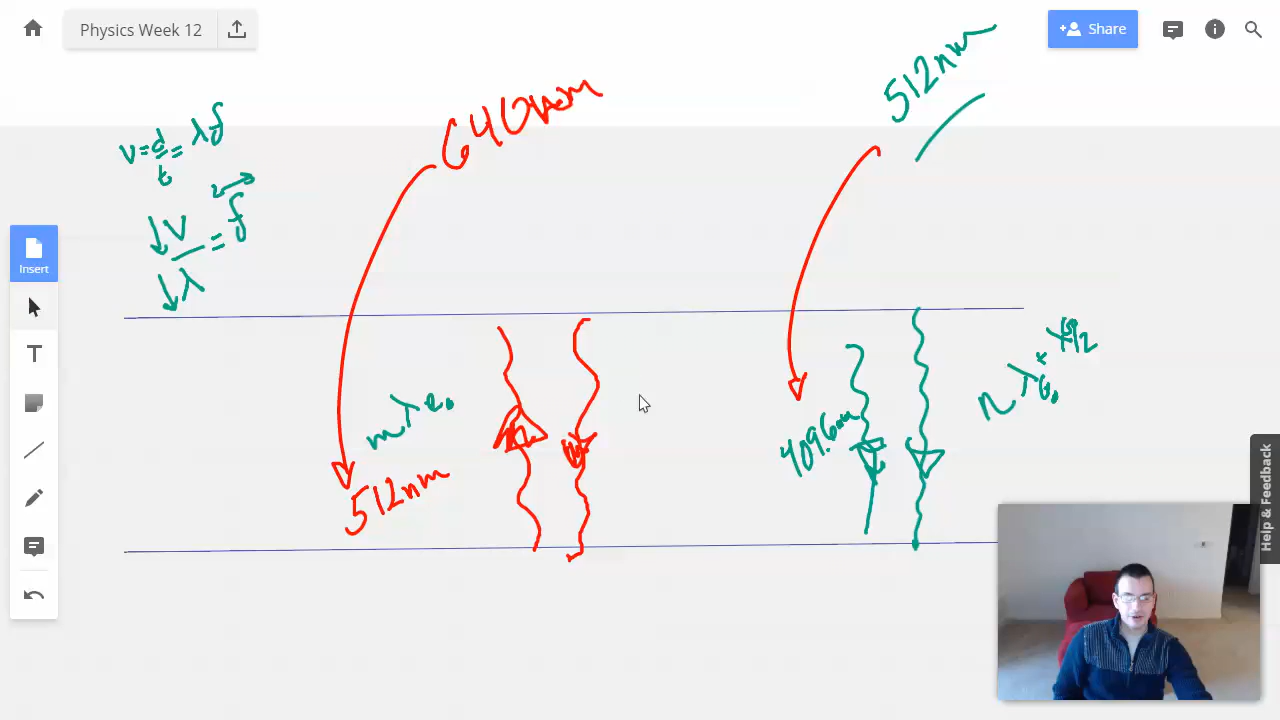 Physics Week 12
Share
640nm
512nm
v = d/t = λf
↓v/↓λ = f
Insert
T
409.6nm
512nm
Help & Feedback